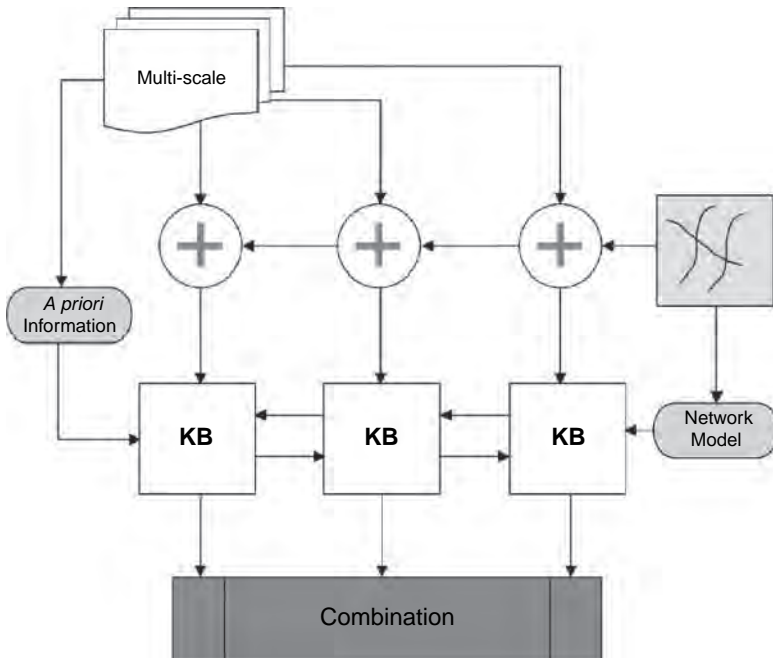 Multi-scale
A priori
Information
KB
KB
KB
Network
Model
Combination